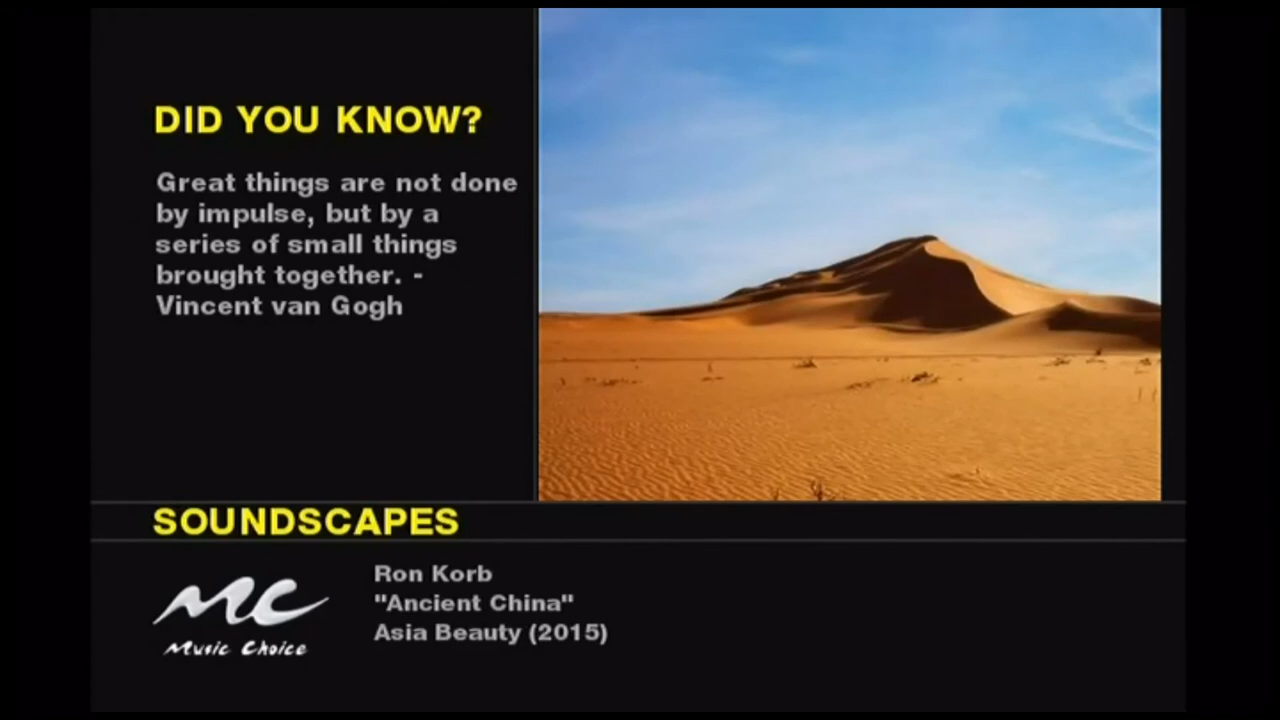 DID YOU KNOW?
Great things are not done
by impulse, but by a
series of small things
brought together. -
Vincent van Gogh
SOUNDSCAPES
MC
Music Choice
Ron Korb
"Ancient China"
Asia Beauty (2015)